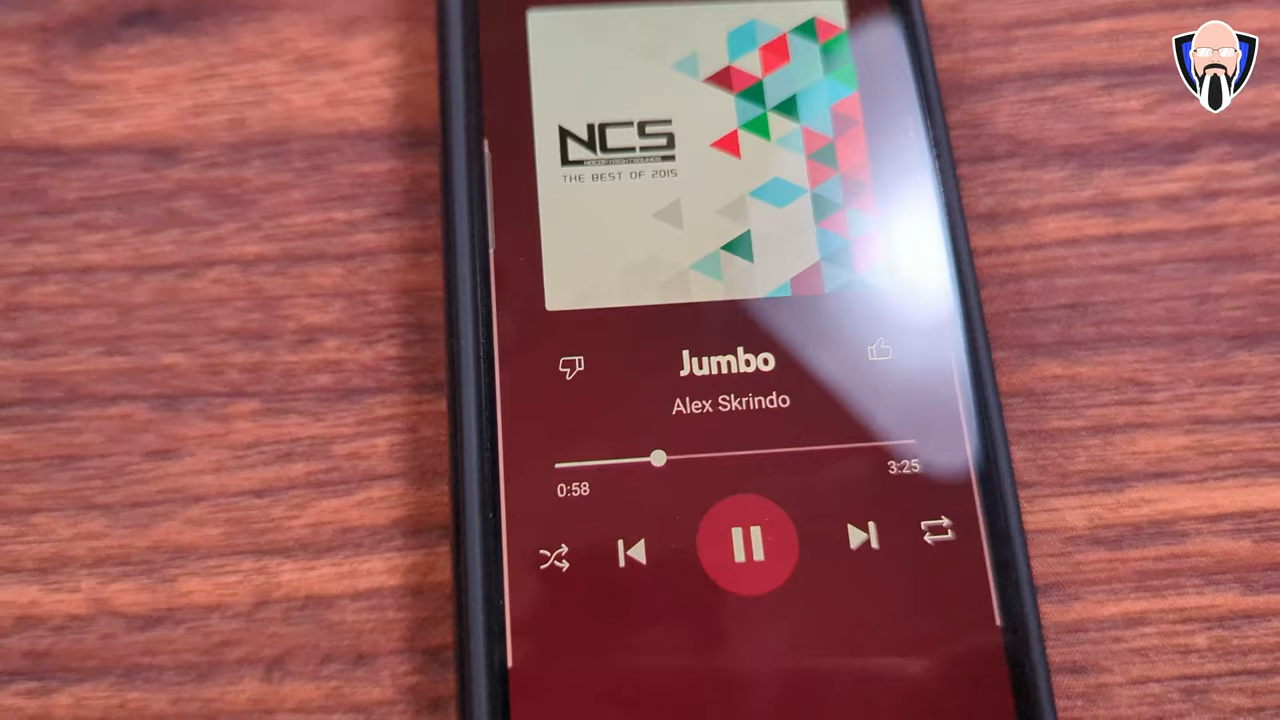 NCS
NOCOPYRIGHTSOUNDS
THE BEST OF 2015
Jumbo
Alex Skrindo
0:58
3:25